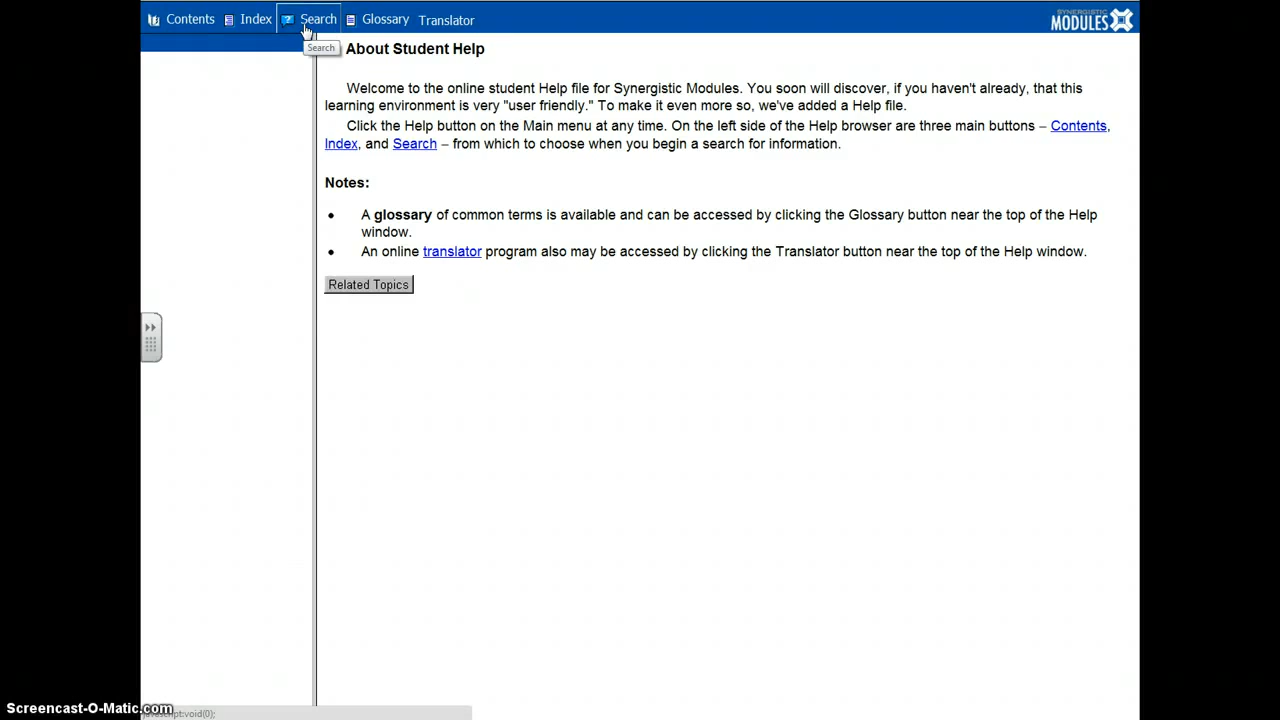 Contents Index Search Glossary Translator
SYNERGISTIC
MODULES
Search
About Student Help
Welcome to the online student Help file for Synergistic Modules. You soon will discover, if you haven't already, that this
learning environment is very "user friendly." To make it even more so, we've added a Help file.
Click the Help button on the Main menu at any time. On the left side of the Help browser are three main buttons – Contents,
Index, and Search – from which to choose when you begin a search for information.
Notes:
• A glossary of common terms is available and can be accessed by clicking the Glossary button near the top of the Help
window.
• An online translator program also may be accessed by clicking the Translator button near the top of the Help window.
Related Topics
Screencast-O-Matic.com
javascript:void(0);